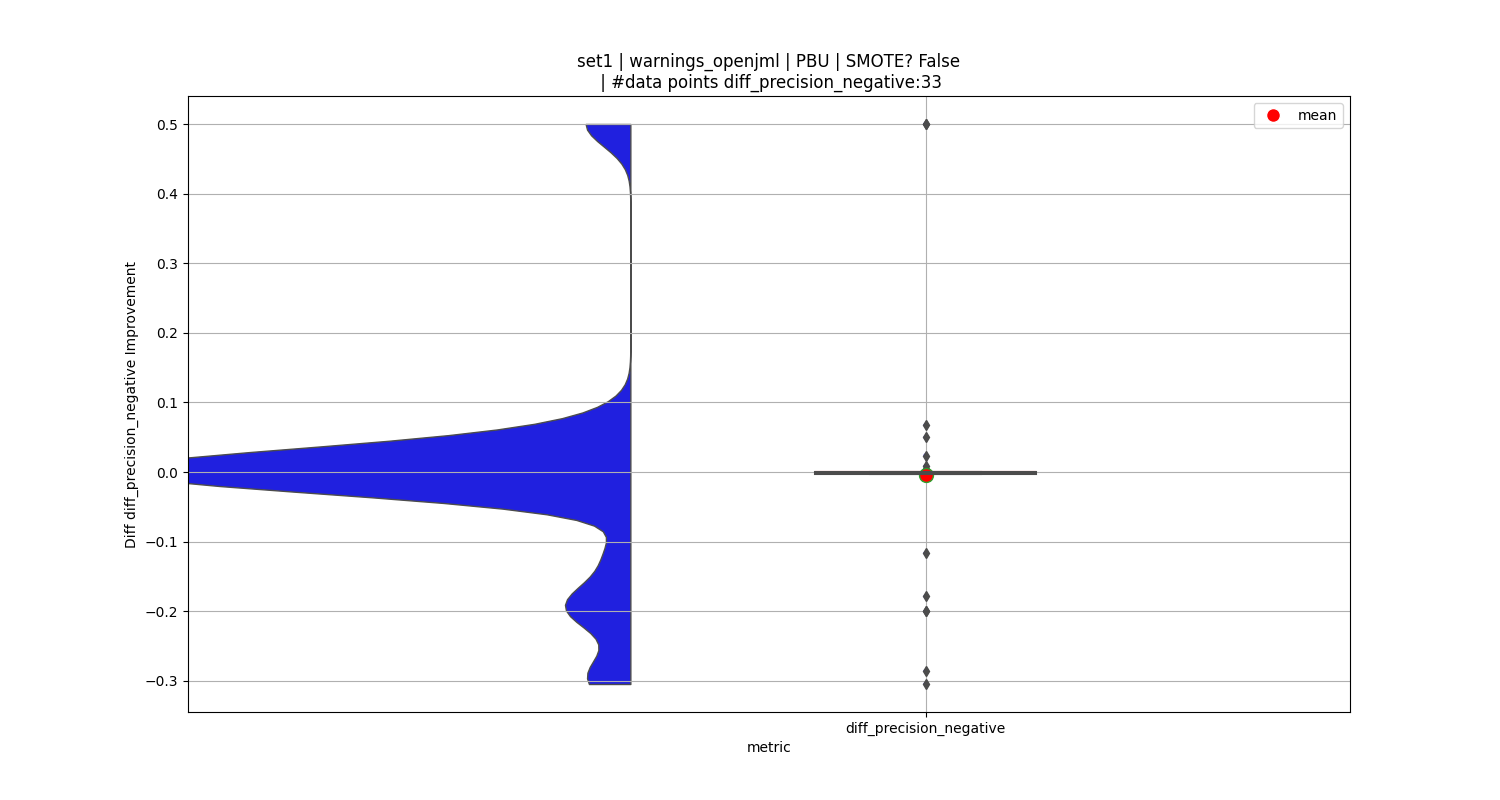 set1 | warnings_openjml | PBU | SMOTE? False
| #data points diff_precision_negative:33
mean
0.5
0.4
0.3
0.2
0.1
0.0
−0.1
−0.2
−0.3
Diff diff_precision_negative Improvement
diff_precision_negative
metric